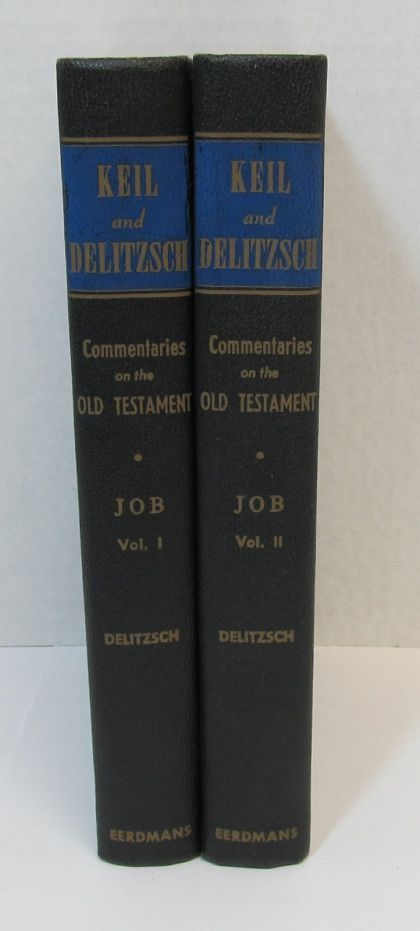 KEIL
and
DELITZSCH
Commentaries
on the
OLD TESTAMENT
JOB
Vol. I
DELITZSCH
EERDMANS
KEIL
and
DELITZSCH
Commentaries
on the
OLD TESTAMENT
JOB
Vol. II
DELITZSCH
EERDMANS